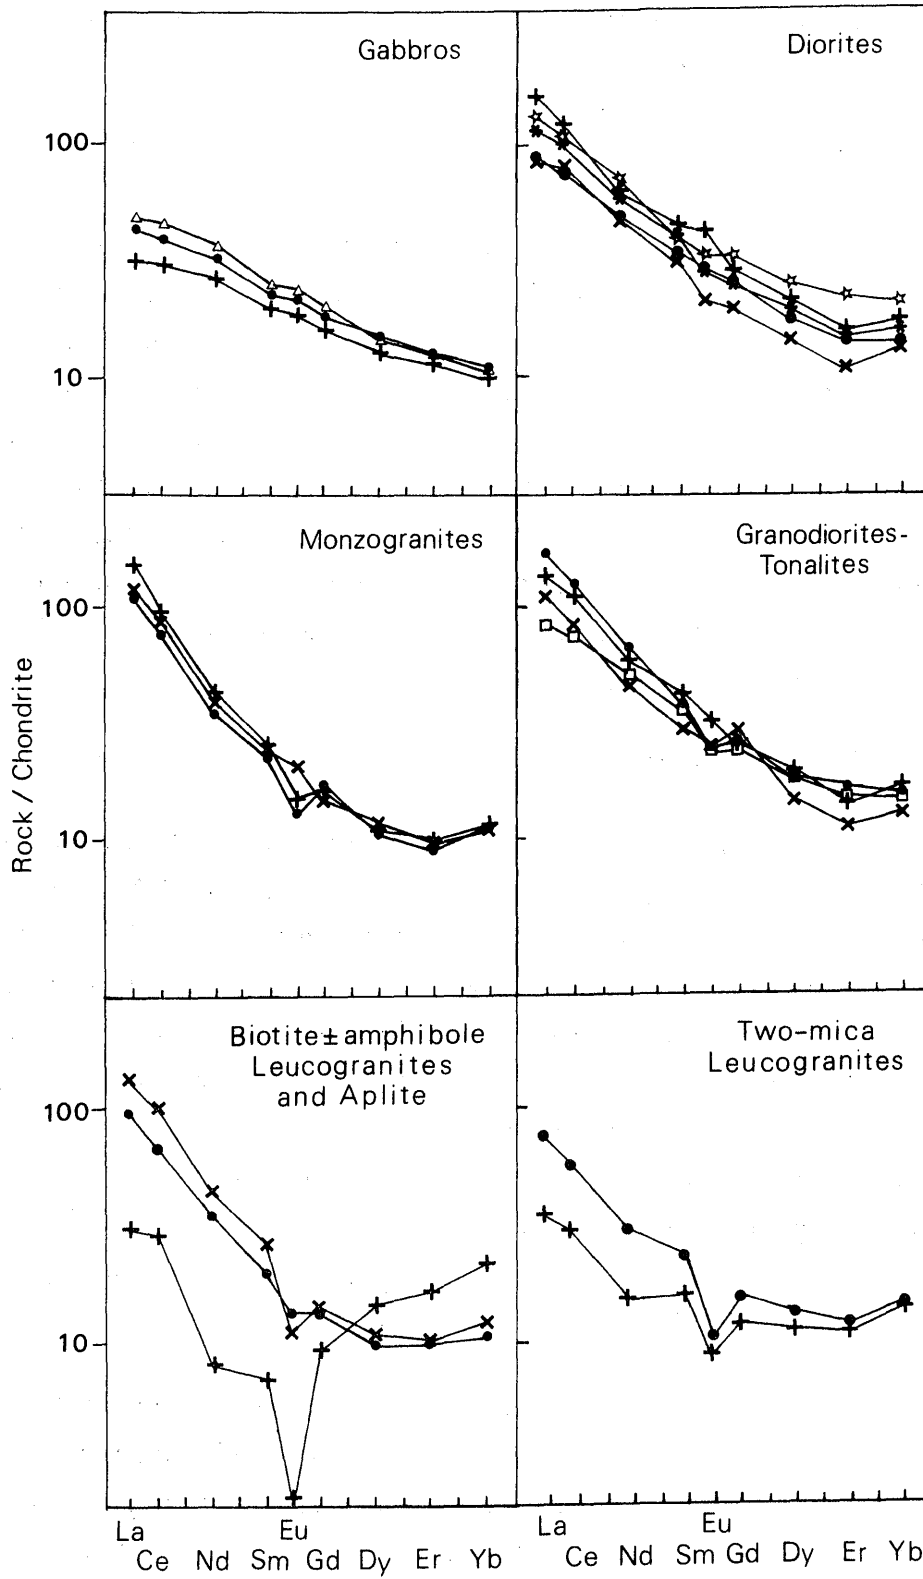 Gabbros
Diorites
100
10
Monzogranites
Granodiorites-
Tonalites
100
10
Rock / Chondrite
Biotite ± amphibole
Leucogranites
and Aplite
Two-mica
Leucogranites
100
10
La Eu
Ce Nd Sm Gd Dy Er Yb
La Eu
Ce Nd Sm Gd Dy Er Yb